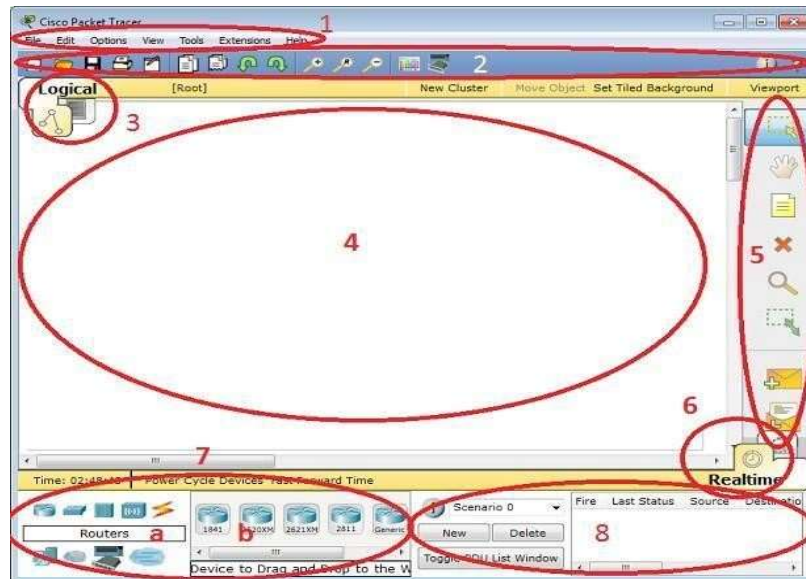 Cisco Packet Tracer
1
File Edit Options View Tools Extensions Help
2
Logical [Root] New Cluster Move Object Set Tiled Background Viewport
3
4
5
6
7
Time: 02:48: Power Cycle Devices Fast Forward Time Realtime
Scenario 0 Fire Last Status Source Destinatio
1841 2620XM 2621XM 2811 Generic
Routers a b New Delete 8
Toggle PDU List Window
Device to Drag and Drop to the W